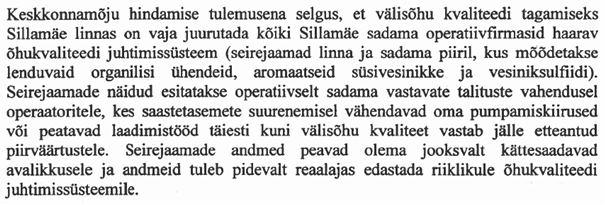 Keskkonnamõju hindamise tulemusena selgus, et välisõhu kvaliteedi tagamiseks
Sillamäe linnas on vaja juurutada kõiki Sillamäe sadama operatiivfirmasid haarav
õhukvaliteedi juhtimissüsteem (seirejaamad linna ja sadama piiril, kus mõõdetakse
lenduvaid organilisi ühendeid, aromaatseid süsivesinikke ja vesiniksulfiidi).
Seirejaamade näidud esitatakse operatiivselt sadama vastavate talituste vahendusel
operaatoritele, kes saastetasemete suurenemisel vähendavad oma pumpamiskiirused
või peatavad laadimistööd täiesti kuni välisõhu kvaliteet vastab jälle etteantud
piirväärtustele. Seirejaamade andmed peavad olema jooksvalt kättesaadavad
avalikkusele ja andmeid tuleb pidevalt reaalajas edastada riiklikule õhukvaliteedi
juhtimissüsteemile.